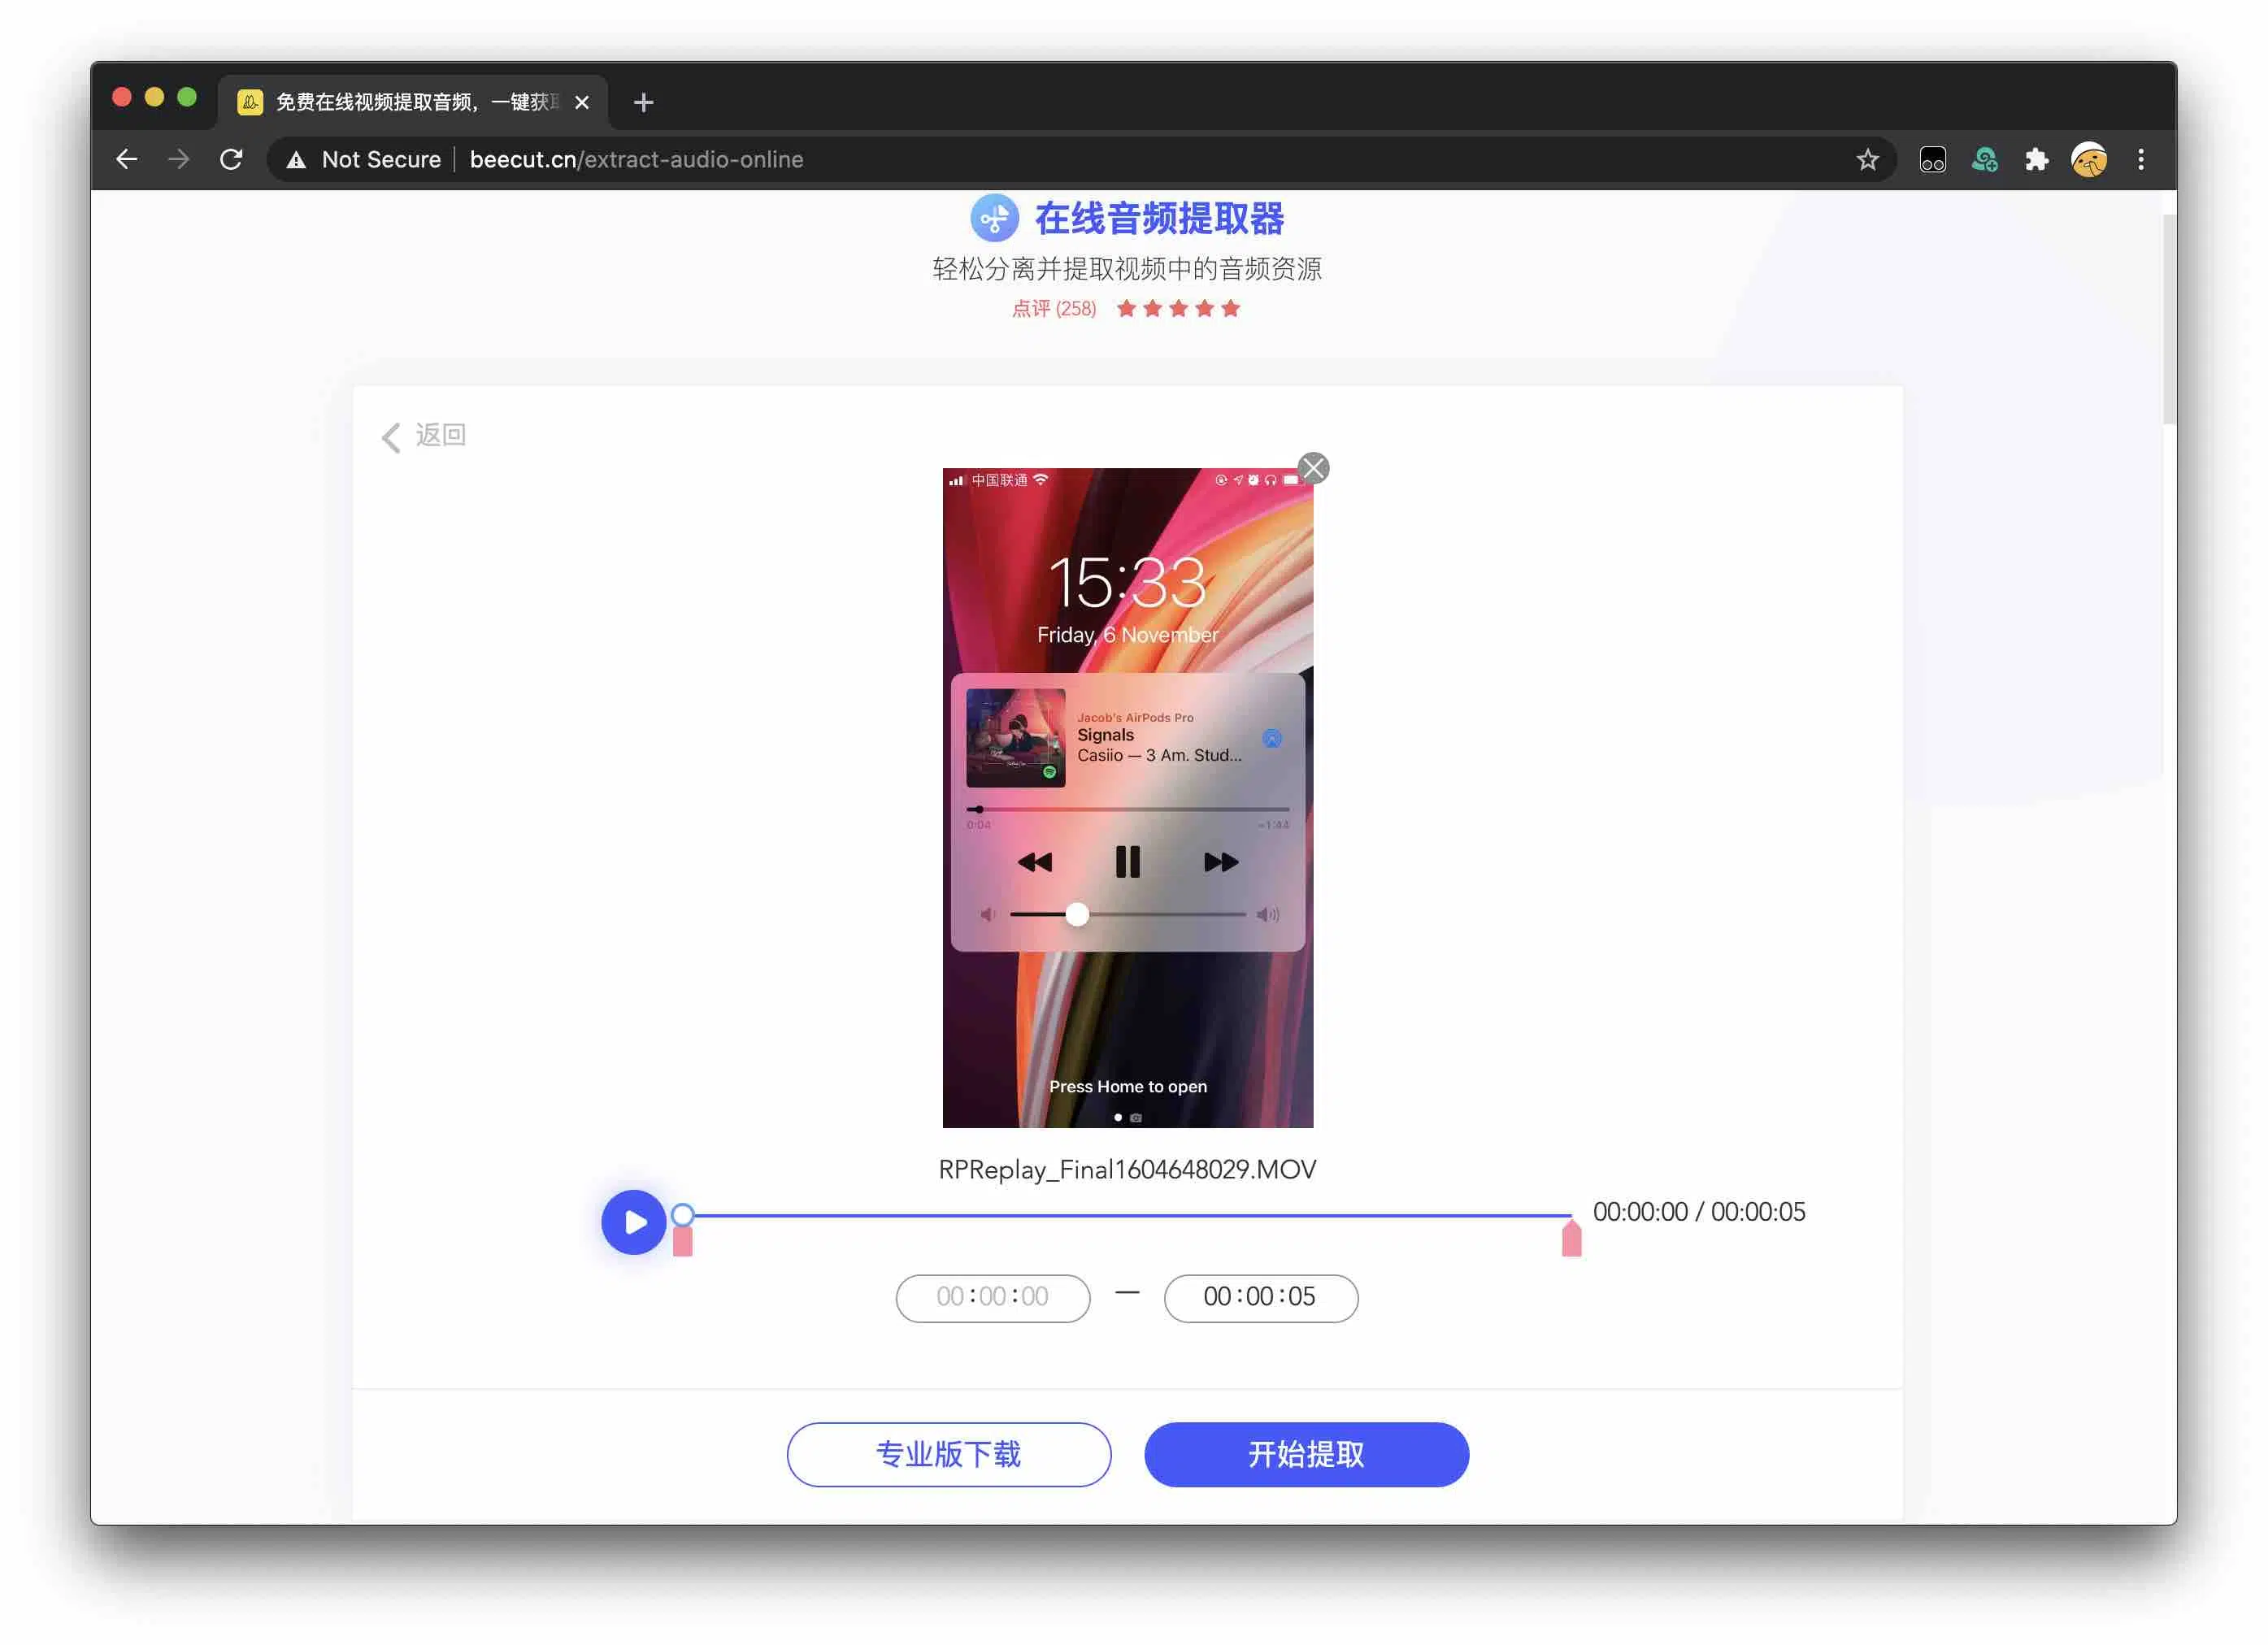 免费在线视频提取音频，一键获
Not Secure
beecut.cn/extract-audio-online
在线音频提取器
轻松分离并提取视频中的音频资源
点评 (258)
返回
中国联通
15:33
Friday, 6 November
Jacob's AirPods Pro
Signals
Casiio — 3 Am. Stud...
0:04
-1:44
Press Home to open
RPReplay_Final1604648029.MOV
00:00:00 / 00:00:05
00:00:00 — 00:00:05
专业版下载
开始提取